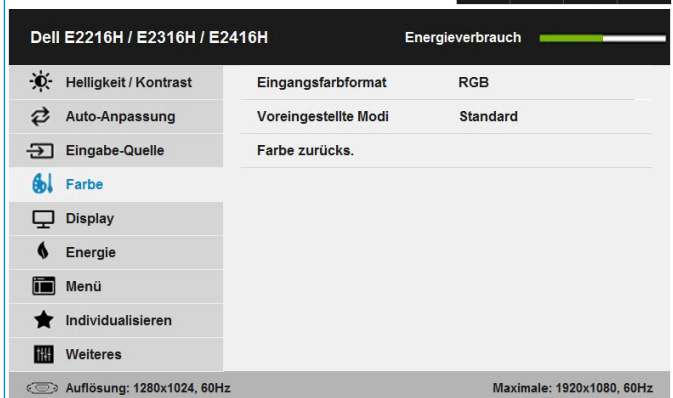 Dell E2216H / E2316H / E2416H Energieverbrauch
Helligkeit / Kontrast Eingangsfarbformat RGB
Auto-Anpassung Voreingestellte Modi Standard
Eingabe-Quelle Farbe zurücks.
Farbe
Display
Energie
Menü
Individualisieren
Weiteres
Auflösung: 1280x1024, 60Hz Maximale: 1920x1080, 60Hz